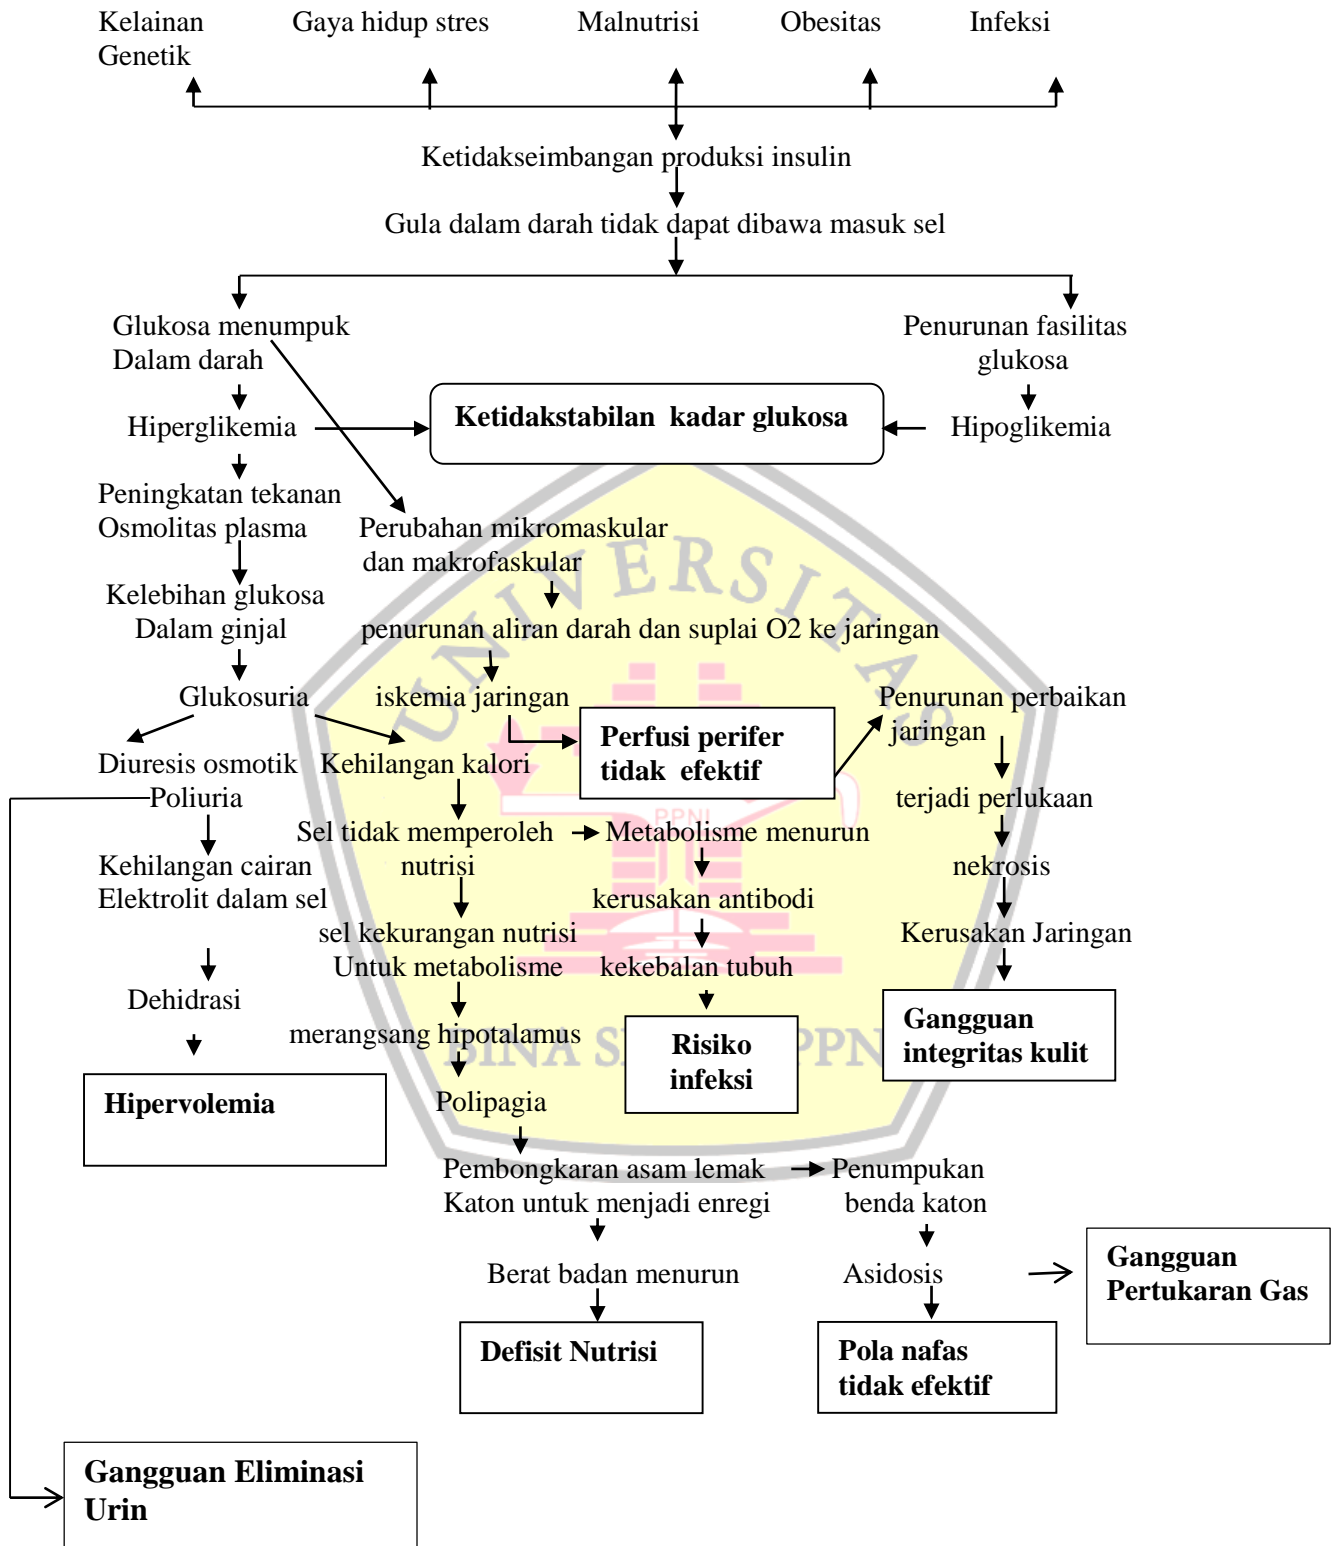 Kelainan
Genetik
Gaya hidup stres
Malnutrisi
Obesitas
Infeksi
Ketidakseimbangan produksi insulin
Gula dalam darah tidak dapat dibawa masuk sel
Glukosa menumpuk
Dalam darah
Penurunan fasilitas
glukosa
Hiperglikemia
Ketidakstabilan kadar glukosa
Hipoglikemia
Peningkatan tekanan
Osmolitas plasma
Perubahan mikromaskular
dan makrofaskular
Kelebihan glukosa
Dalam ginjal
penurunan aliran darah dan suplai O2 ke jaringan
Glukosuria
iskemia jaringan
Penurunan perbaikan
jaringan
Perfusi perifer
tidak efektif
Diuresis osmotik
Poliuria
Kehilangan kalori
terjadi perlukaan
Sel tidak memperoleh
nutrisi
Metabolisme menurun
nekrosis
Kehilangan cairan
Elektrolit dalam sel
kerusakan antibodi
sel kekurangan nutrisi
Untuk metabolisme
Kerusakan Jaringan
kekebalan tubuh
Dehidrasi
merangsang hipotalamus
Risiko
infeksi
Gangguan
integritas kulit
Hipervolemia
Polipagia
Pembongkaran asam lemak
Katon untuk menjadi enregi
Penumpukan
benda katon
Berat badan menurun
Asidosis
Gangguan
Pertukaran Gas
Defisit Nutrisi
Pola nafas
tidak efektif
Gangguan Eliminasi
Urin
UNIVERSITAS
PPNI
BINA S PPN